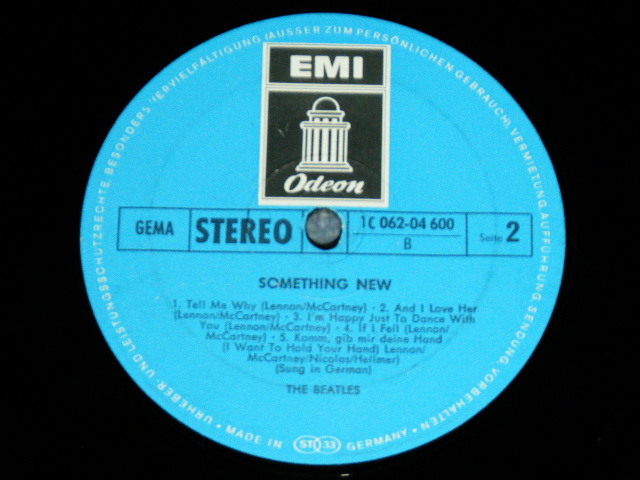 URHEBER- UND LEISTUNGSSCHUTZRECHTE, BESONDERS VERVIELFÄLTIGUNG (AUSSER ZUM PERSÖNLICHEN GEBRAUCH), VERMIETUNG, AUFFÜHRUNG, SENDUNG VORBEHALTEN
EMI
Odeon
GEMA
STEREO
1C 062-04 600
B
Seite 2
SOMETHING NEW
1. Tell Me Why (Lennon/McCartney) · 2. And I Love Her
(Lennon/McCartney) · 3. I'm Happy Just To Dance With
You (Lennon/McCartney) · 4. If I Fell (Lennon/
McCartney) · 5. Komm, gib mir deine Hand
(I Want To Hold Your Hand) Lennon/
McCartney/Nicolas/Hellmer)
(Sung in German)
THE BEATLES
· MADE IN ST 33 GERMANY ·